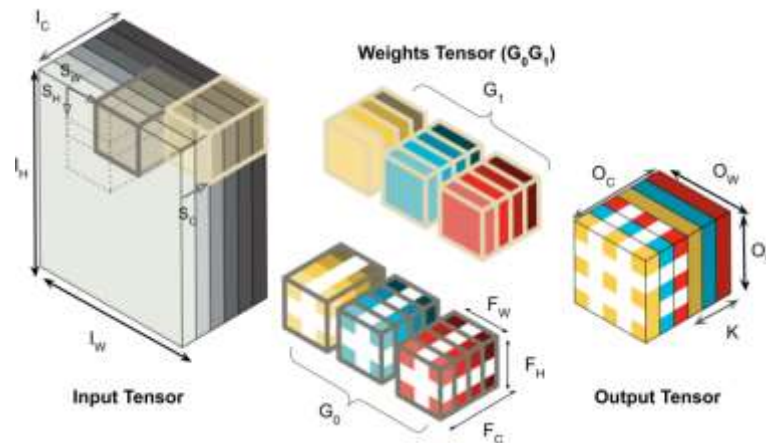 I_C
Weights Tensor (G_0G_1)
S_W
S_H
G_1
O_C
O_W
I_H
S_C
O
F_W
K
I_W
F_H
Input Tensor
G_0
F_C
Output Tensor